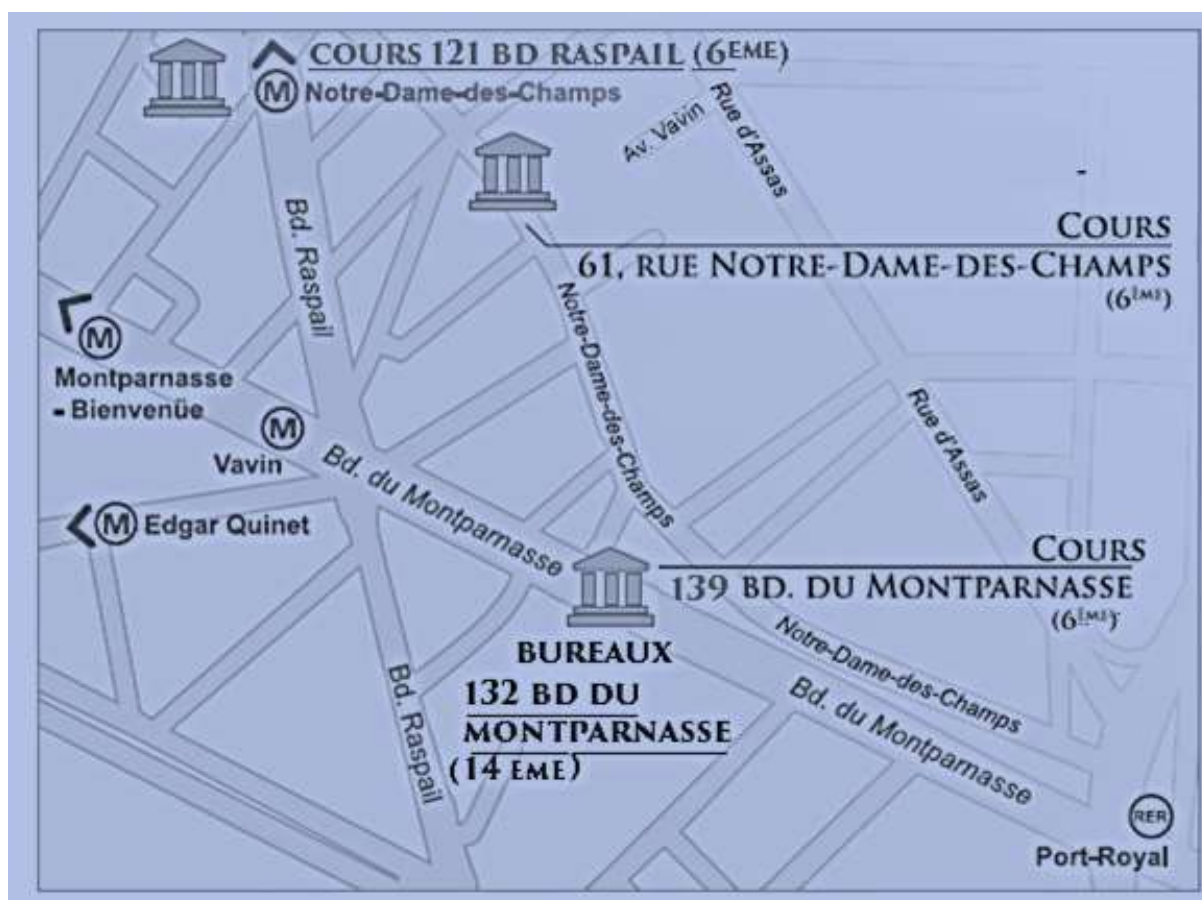 COURS 121 BD RASPAIL (6EME)
M Notre-Dame-des-Champs
Av. Vavin
Rue d'Assas
Bd. Raspail
COURS
61, RUE NOTRE-DAME-DES-CHAMPS
(6ÈME)
Notre-Dame-des-Champs
M
Montparnasse
- Bienvenüe
M
Vavin
Bd. du Montparnasse
Rue d'Assas
M Edgar Quinet
COURS
139 BD. DU MONTPARNASSE
(6ÈME)
Notre-Dame-des-Champs
BUREAUX
132 BD DU
MONTPARNASSE
(14 EME)
Bd. Raspail
Bd. du Montparnasse
RER
Port-Royal